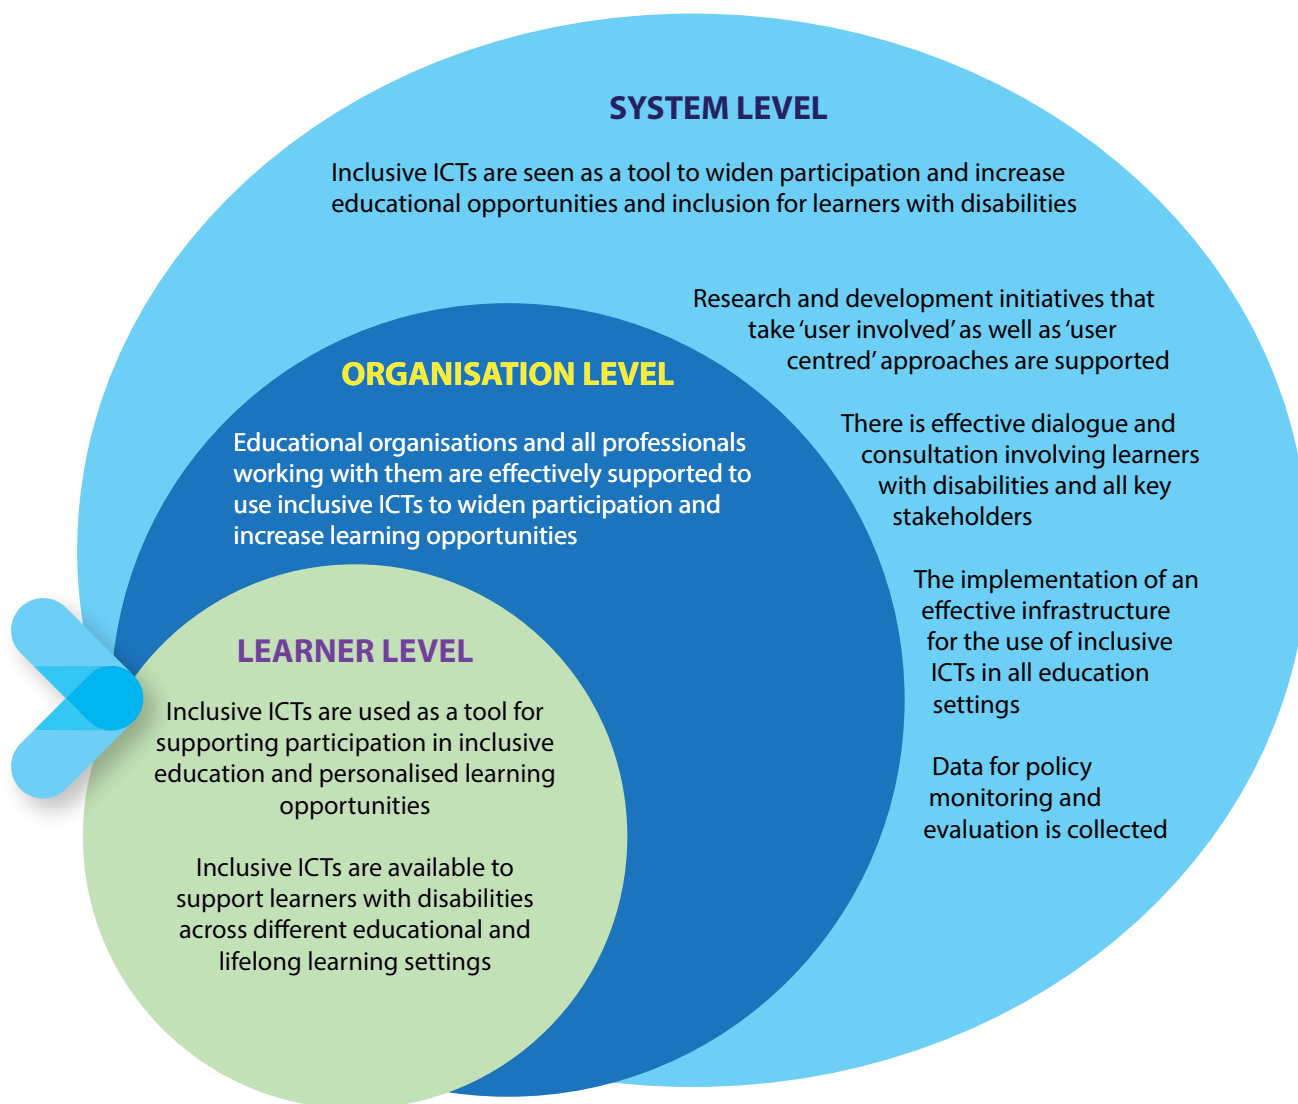 SYSTEM LEVEL
Inclusive ICTs are seen as a tool to widen participation and increase
educational opportunities and inclusion for learners with disabilities
Research and development initiatives that
take ‘user involved’ as well as ‘user
centred’ approaches are supported
There is effective dialogue and
consultation involving learners
with disabilities and all key
stakeholders
The implementation of an
effective infrastructure
for the use of inclusive
ICTs in all education
settings
Data for policy
monitoring and
evaluation is collected
ORGANISATION LEVEL
Educational organisations and all professionals
working with them are effectively supported to
use inclusive ICTs to widen participation and
increase learning opportunities
LEARNER LEVEL
Inclusive ICTs are used as a tool for
supporting participation in inclusive
education and personalised learning
opportunities
Inclusive ICTs are available to
support learners with disabilities
across different educational and
lifelong learning settings